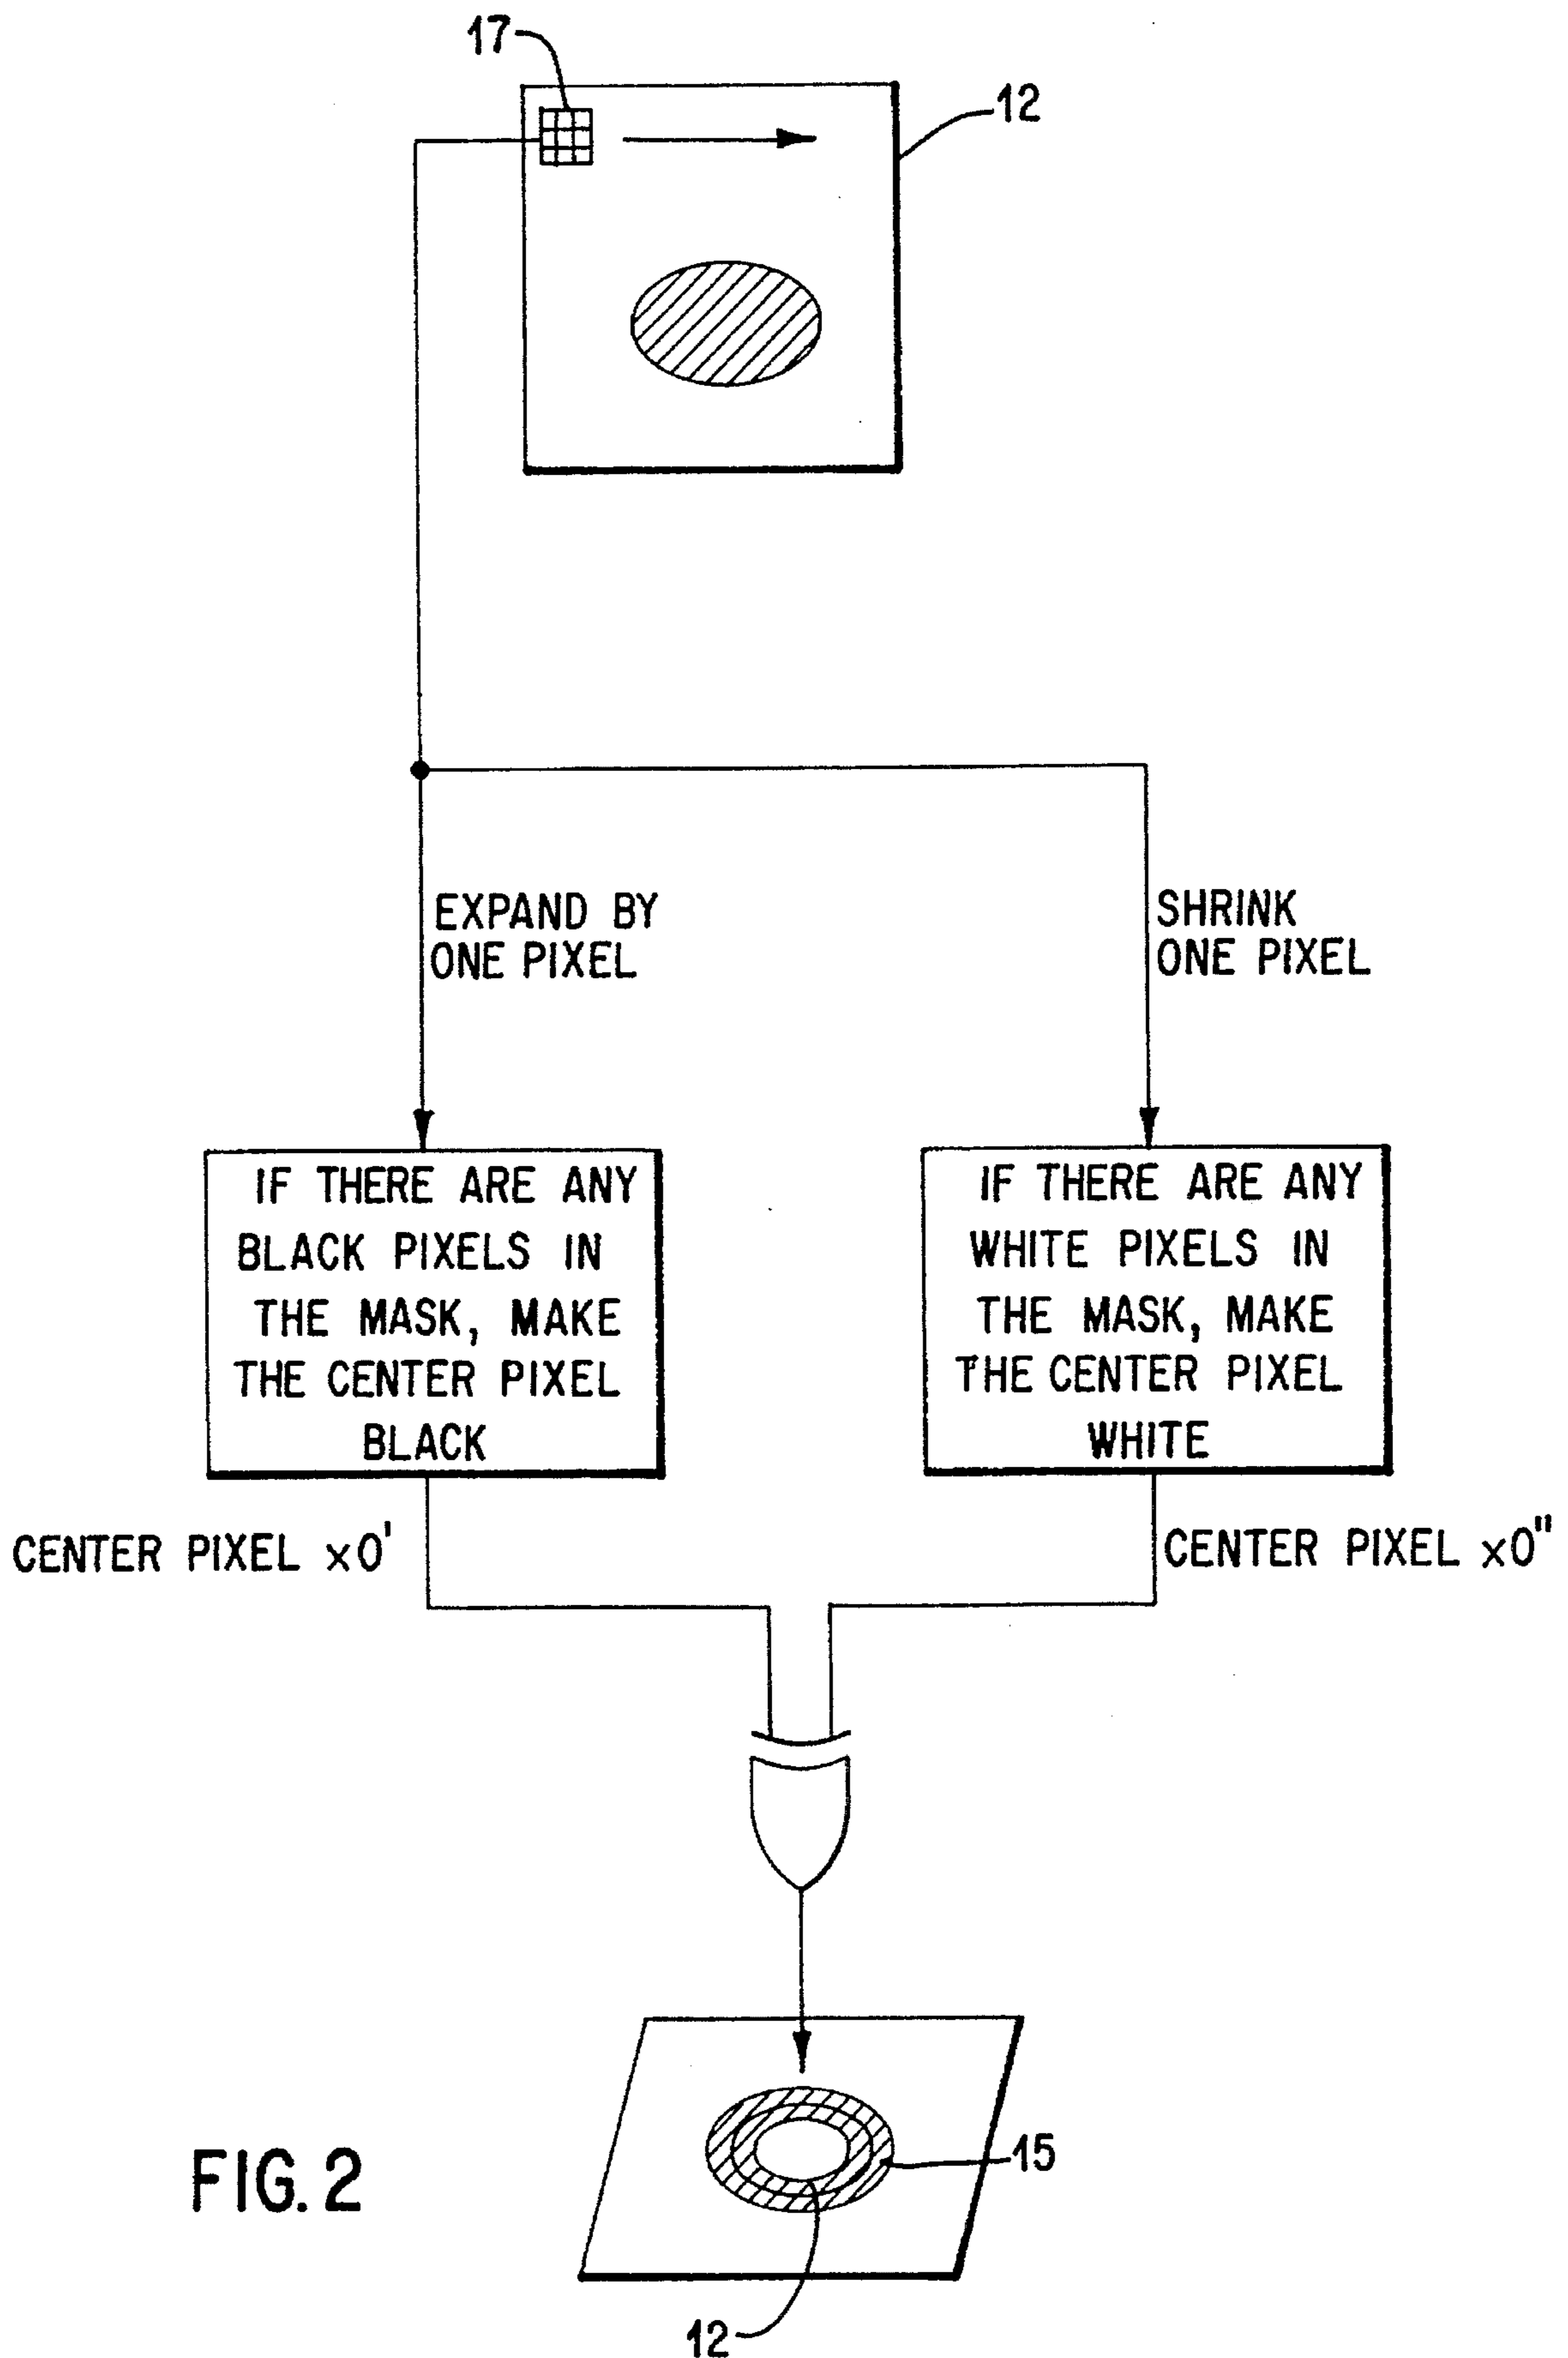 17
12
EXPAND BY
ONE PIXEL
SHRINK
ONE PIXEL
IF THERE ARE ANY
BLACK PIXELS IN
THE MASK, MAKE
THE CENTER PIXEL
BLACK
IF THERE ARE ANY
WHITE PIXELS IN
THE MASK, MAKE
THE CENTER PIXEL
WHITE
CENTER PIXEL x0'
CENTER PIXEL x0"
15
FIG. 2
12